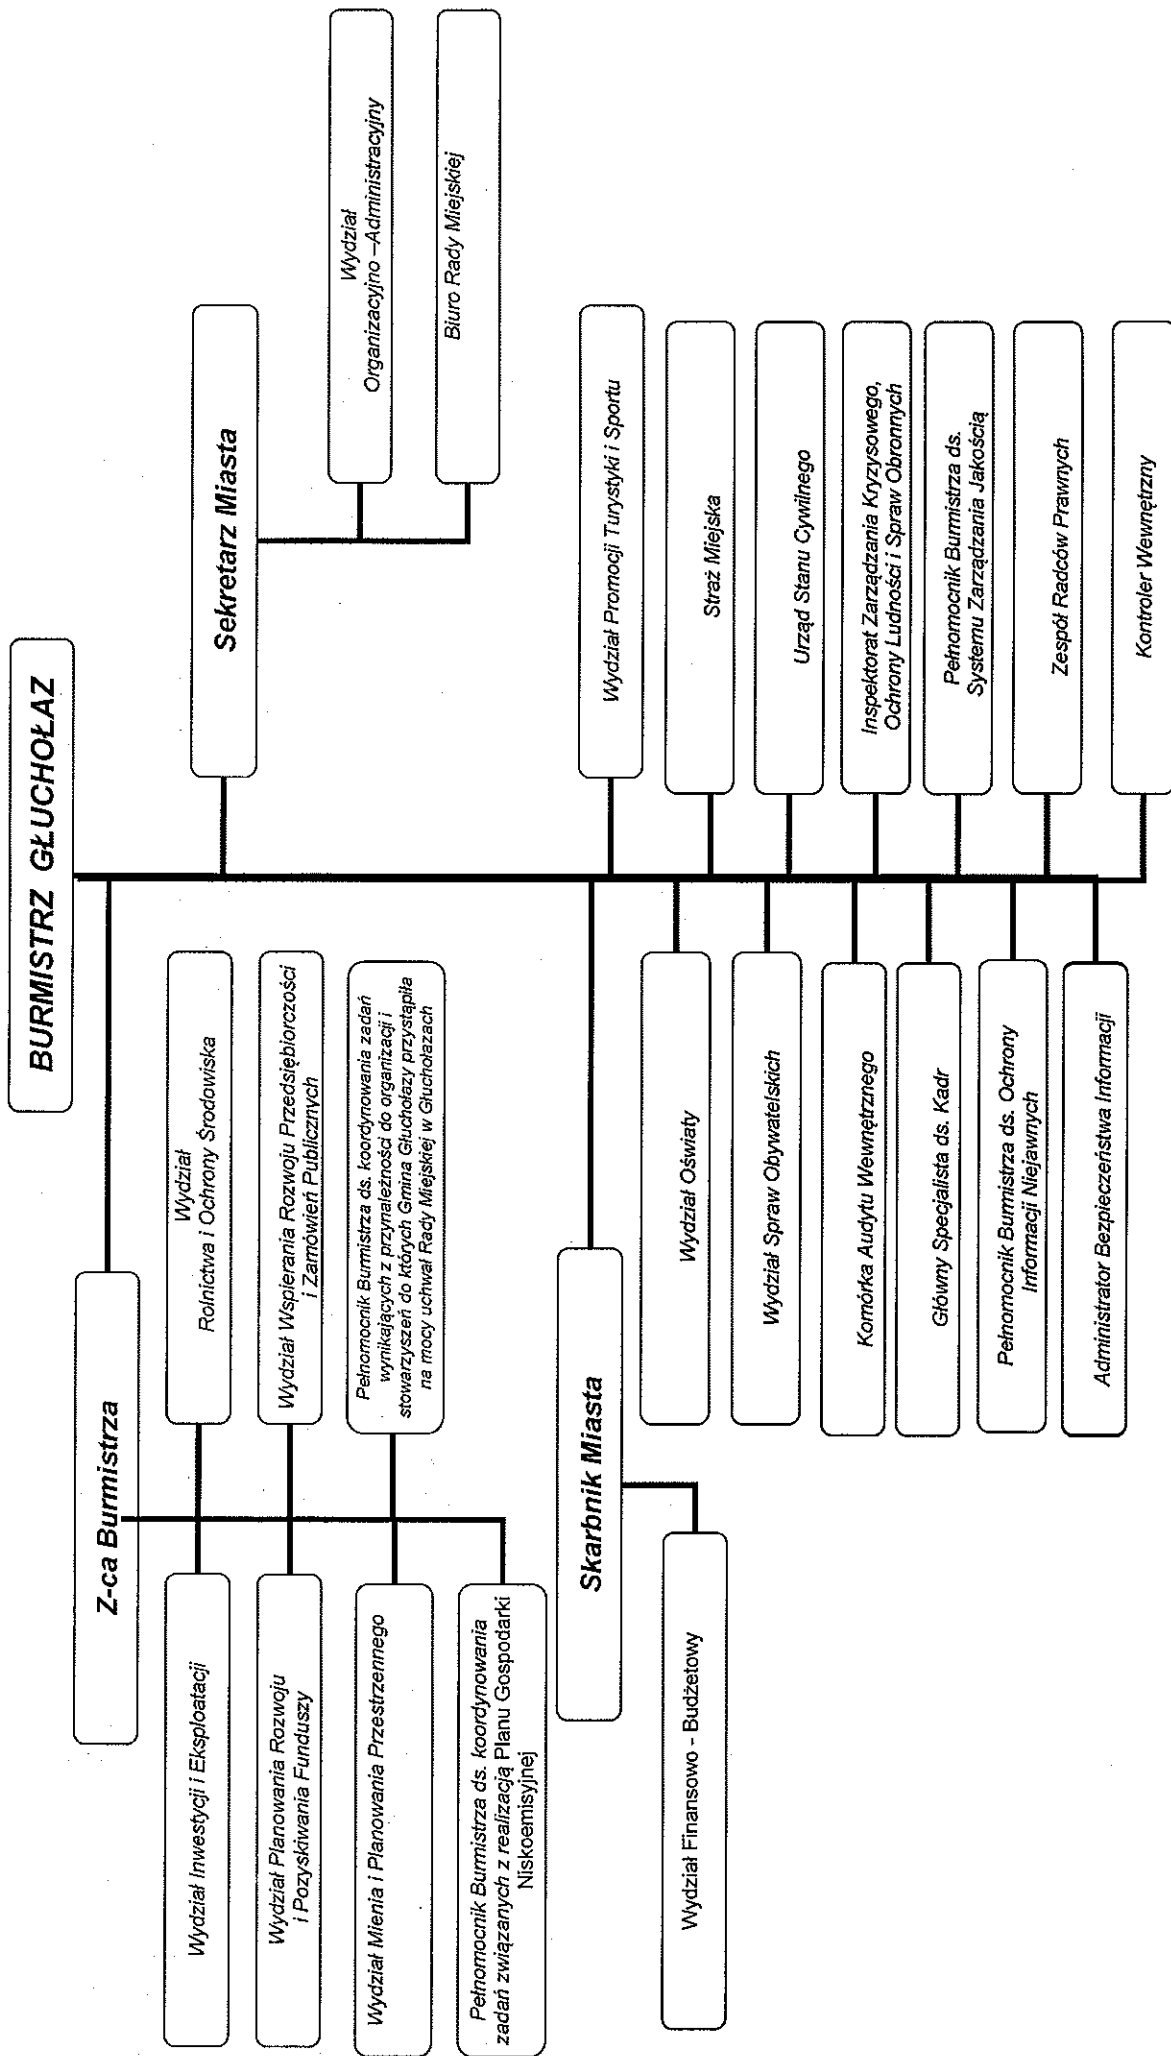 BURMISTRZ GŁUCHOŁAZ
Z-ca Burmistrza
Sekretarz Miasta
Wydział Inwestycji i Eksploatacji
Wydział
Rolnictwa i Ochrony Środowiska
Wydział Planowania Rozwoju
i Pozyskiwania Funduszy
Wydział Wspierania Rozwoju Przedsiębiorczości
i Zamówień Publicznych
Wydział Mienia i Planowania Przestrzennego
Pełnomocnik Burmistrza ds. koordynowania zadań
wynikających z przynależności do organizacji i
stowarzyszeń do których Gmina Głuchołazy przystąpiła
na mocy uchwał Rady Miejskiej w Głuchołazach
Pełnomocnik Burmistrza ds. koordynowania
zadań związanych z realizacją Planu Gospodarki
Niskoemisyjnej
Wydział
Organizacyjno –Administracyjny
Biuro Rady Miejskiej
Skarbnik Miasta
Wydział Finansowo - Budżetowy
Wydział Promocji Turystyki i Sportu
Wydział Oświaty
Straż Miejska
Wydział Spraw Obywatelskich
Urząd Stanu Cywilnego
Komórka Audytu Wewnętrznego
Inspektorat Zarządzania Kryzysowego,
Ochrony Ludności i Spraw Obronnych
Główny Specjalista ds. Kadr
Pełnomocnik Burmistrza ds.
Systemu Zarządzania Jakością
Pełnomocnik Burmistrza ds. Ochrony
Informacji Niejawnych
Zespół Radców Prawnych
Administrator Bezpieczeństwa Informacji
Kontroler Wewnętrzny